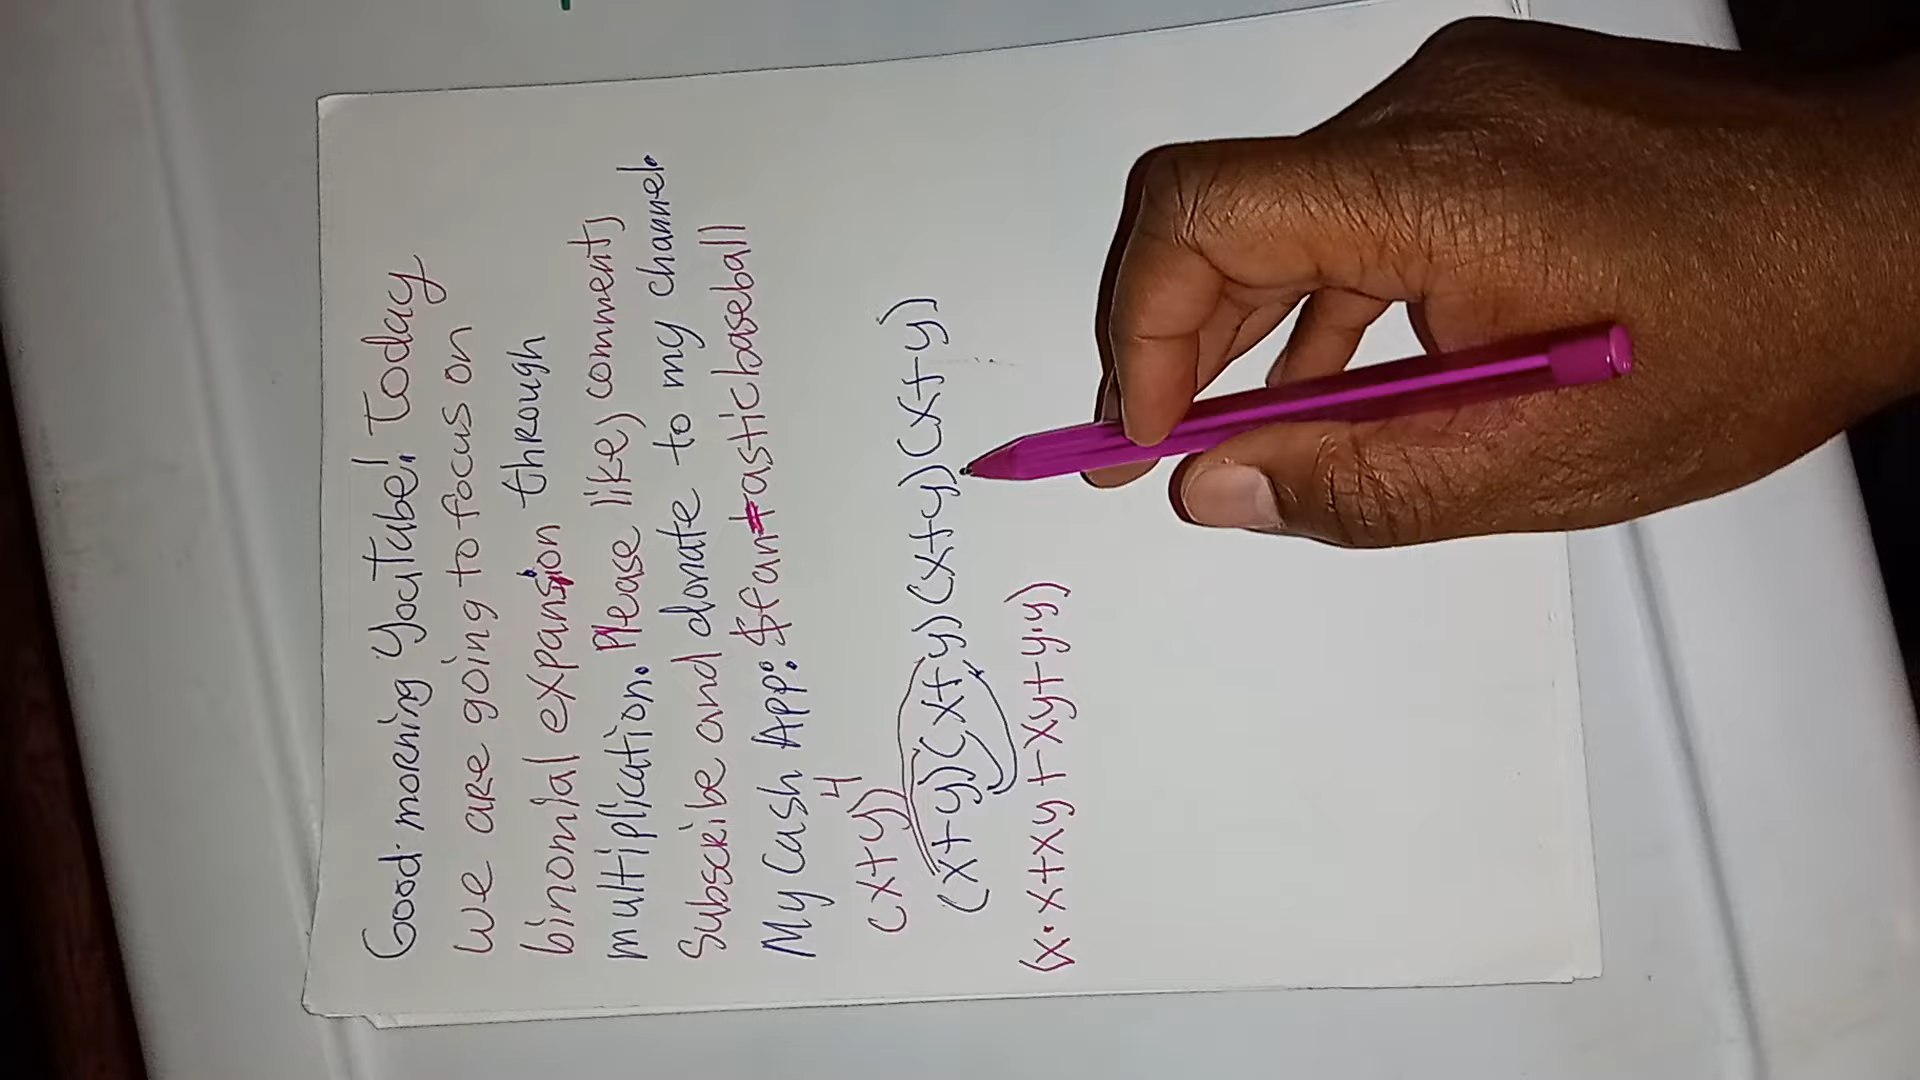 Good morning YouTube! Today
We are going to focus on
binomial expansion through
multiplication. Please like, comment,
Subscribe and donate to my channel.
My Cash App: $fantasticbaseball
(x+y)^4
(x+y)(x+y)(x+y)(x+y)
(x·x+xy+xy+y·y)